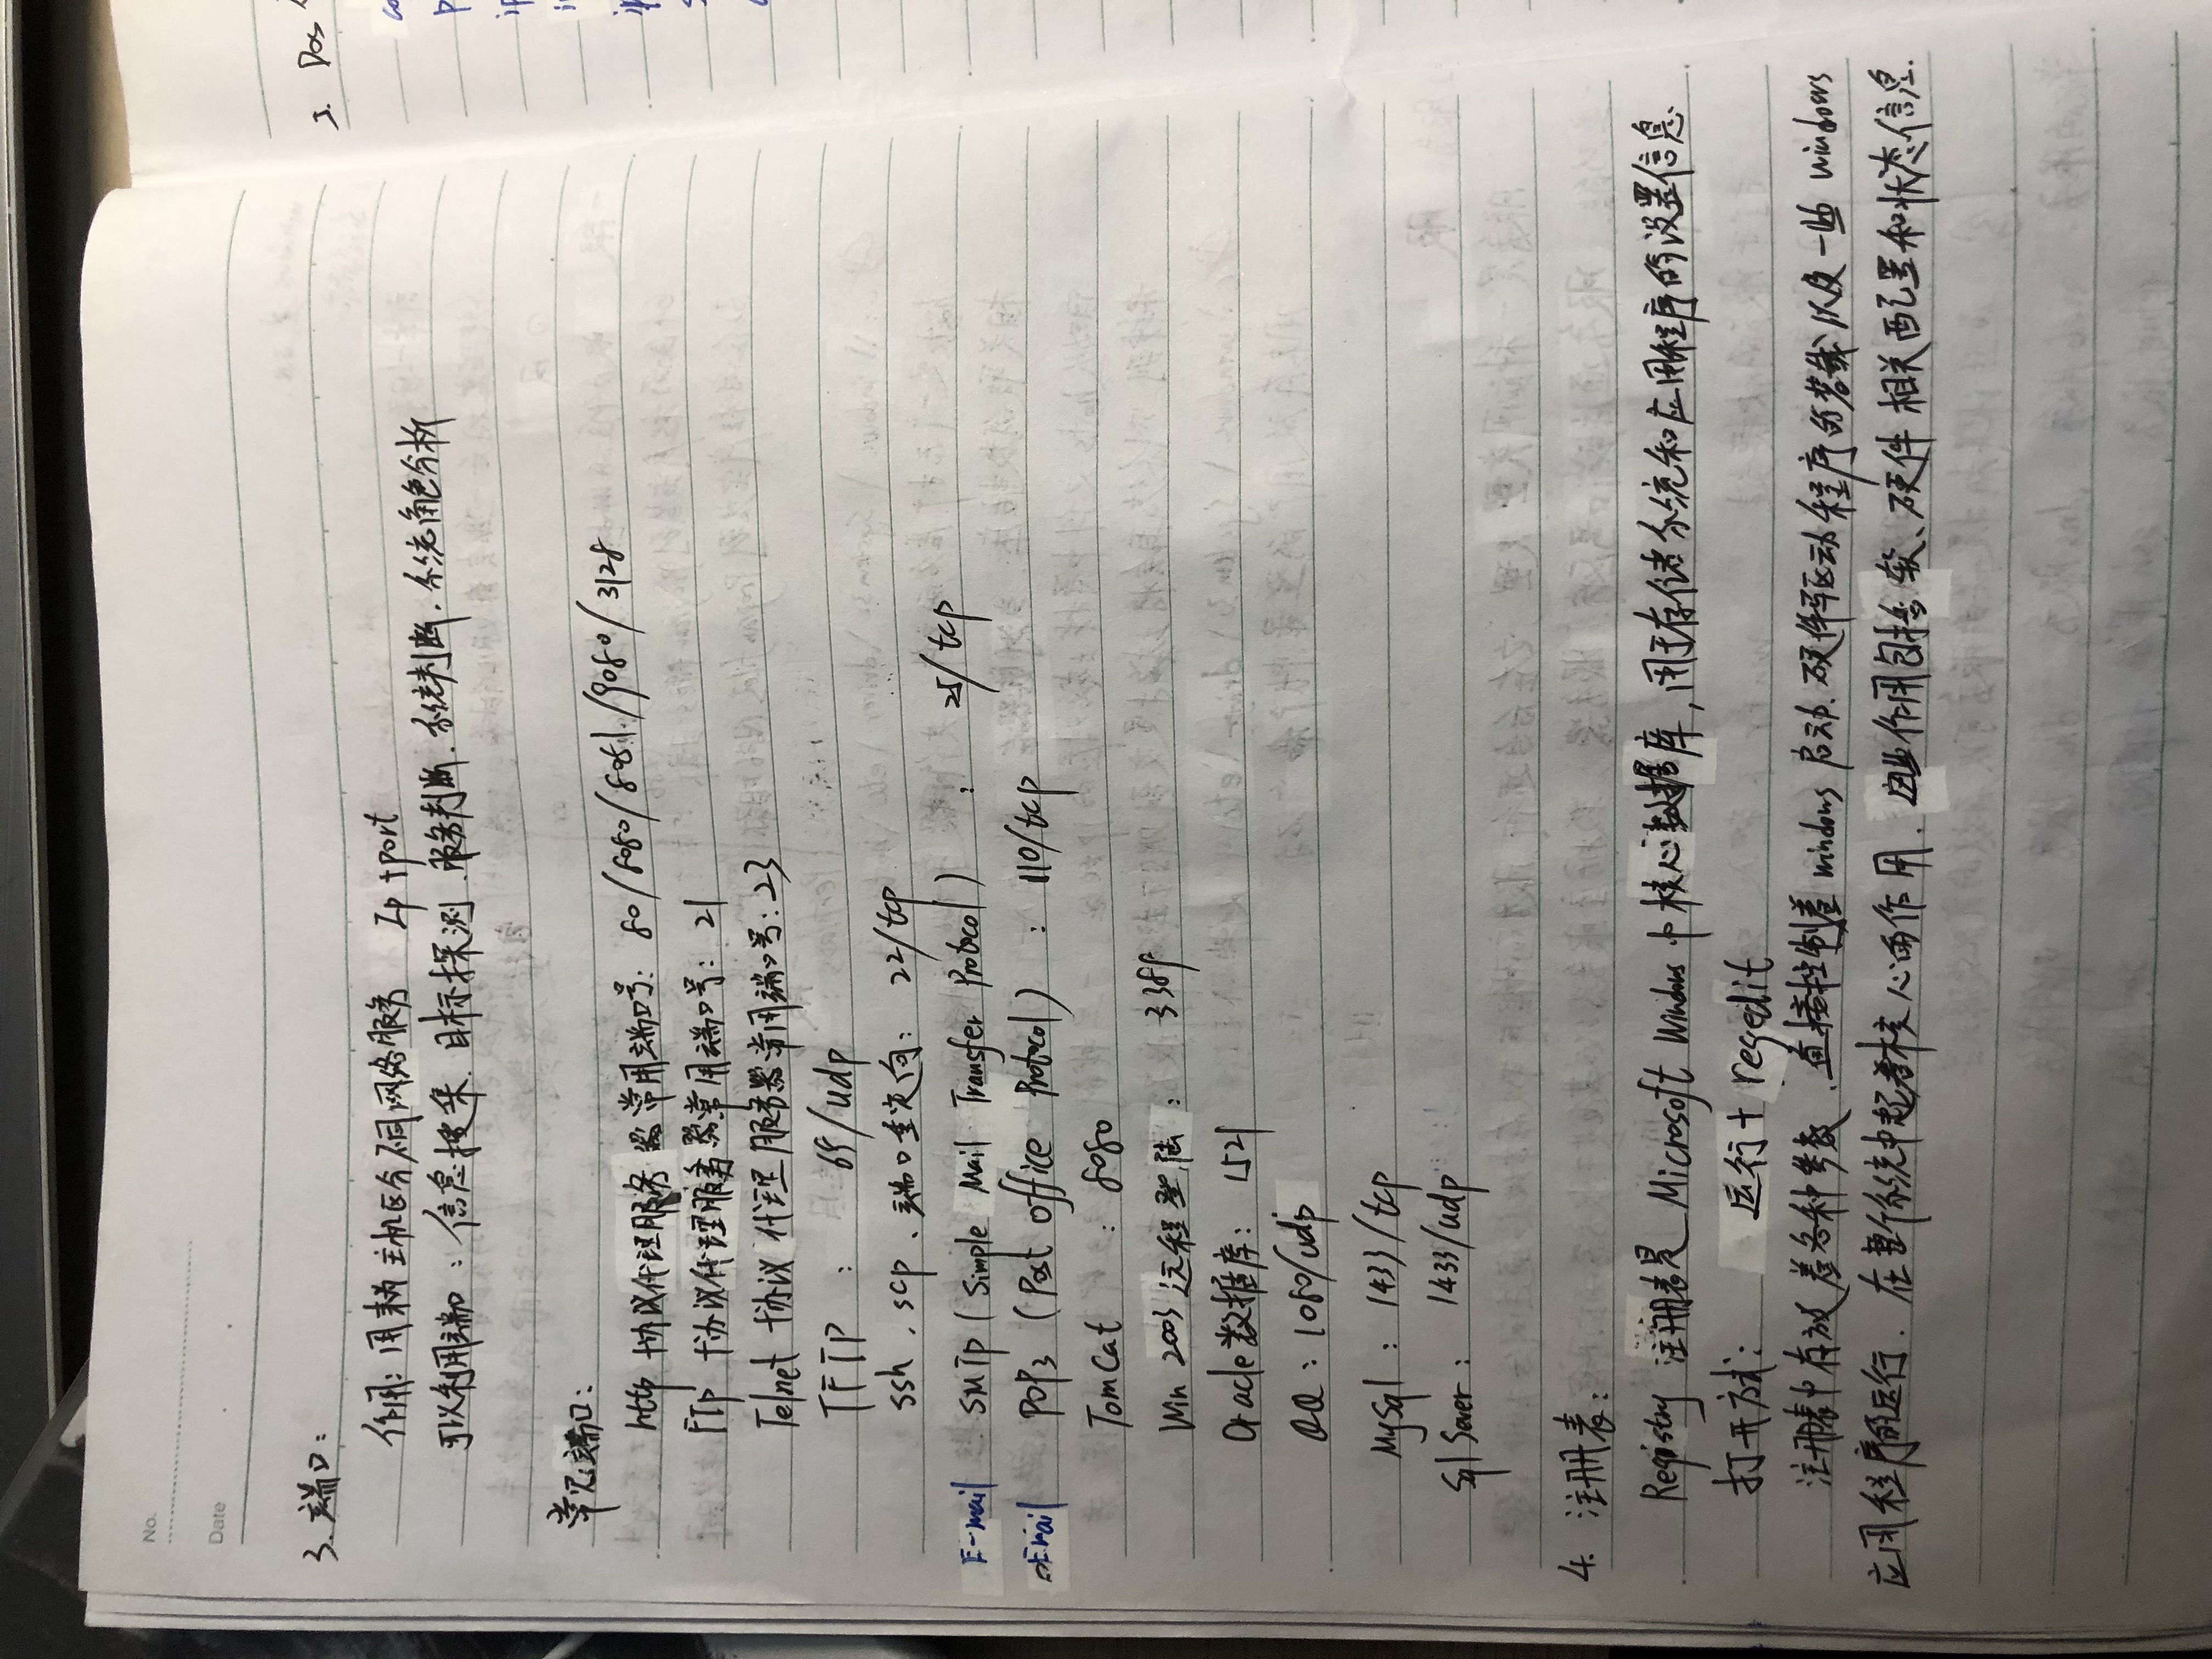 No.
Date
3. 端口:
作用: 用来主机区分不同网络服务 Ip + port
可以利用端口: 信息搜集. 目标探测. 服务判断. 系统判断. 系统角色分析
常见端口:
http 协议代理服务器常用端口号: 80/8080/8081/9080/3128
FTp 协议代理服务器常用端口号: 21
Telnet 协议代理服务器常用端口号: 23
TFTP : 69/udp
ssh、scp、端口重定向: 22/tcp
E-mail SMTp (Simple Mail Transfer Protocol) : 25/tcp
POP3 (Post office Protocol) : 110/tcp
TomCat : 8080
Win 2003 远程登陆 : 3389
Oracle数据库: 1521
QQ : 1080/udp
MySql : 1433/tcp
Sql Sever : 1433/udp
4. 注册表:
Registry 注册表是 Microsoft Windows 中核心数据库, 用于存储系统和应用程序的设置信息
打开方式: 运行 + regedit
注册表中存放着各种参数、直接控制着 windows 启动. 硬件驱动程序的装载以及一些 windows
应用程序的运行. 在整个系统中起着核心的作用. 这些作用包括软、硬件相关配置和状态信息.
3. Dos